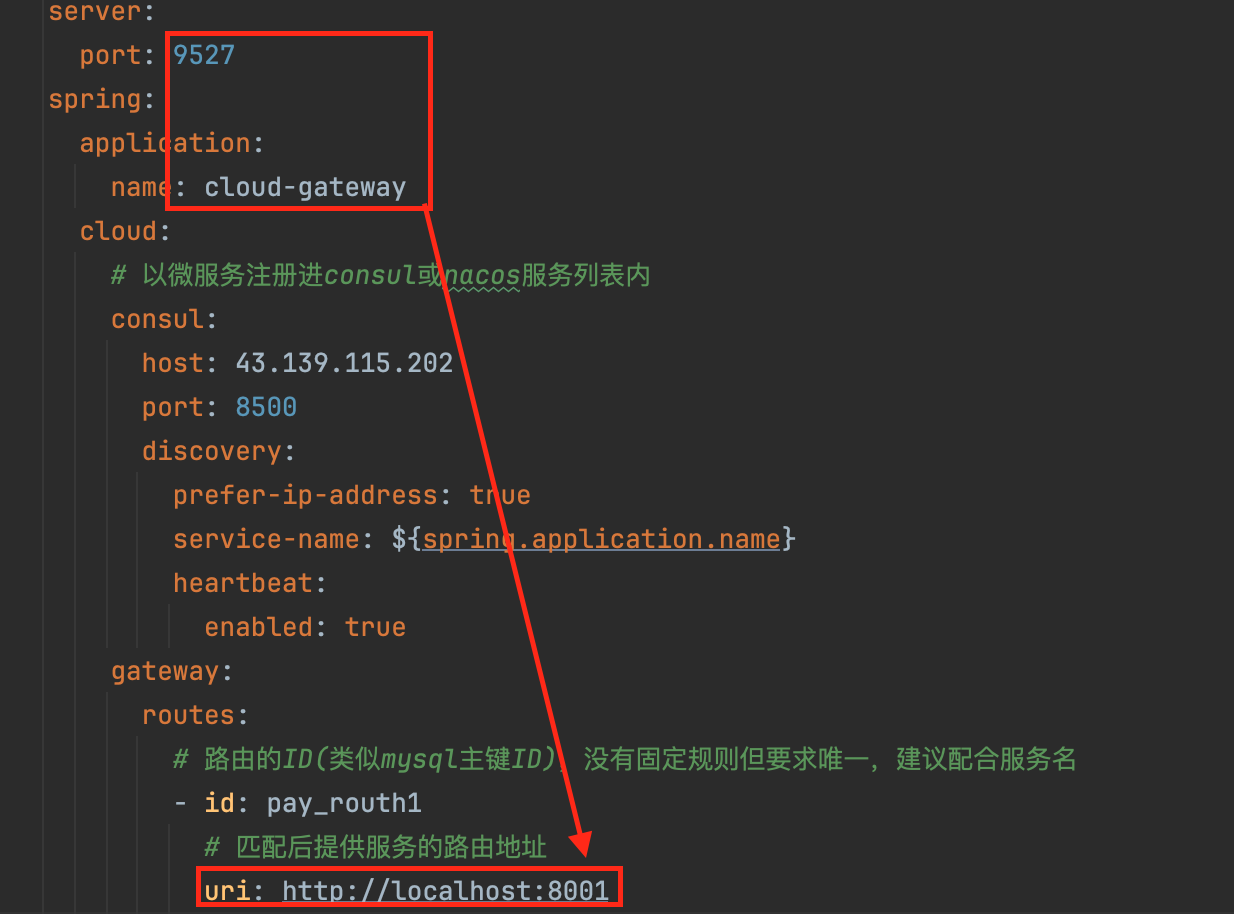 server:
port: 9527
spring:
application:
name: cloud-gateway
cloud:
# 以微服务注册进consul或nacos服务列表内
consul:
host: 43.139.115.202
port: 8500
discovery:
prefer-ip-address: true
service-name: ${spring.application.name}
heartbeat:
enabled: true
gateway:
routes:
# 路由的ID(类似mysql主键ID)，没有固定规则但要求唯一，建议配合服务名
- id: pay_routh1
# 匹配后提供服务的路由地址
uri: http://localhost:8001